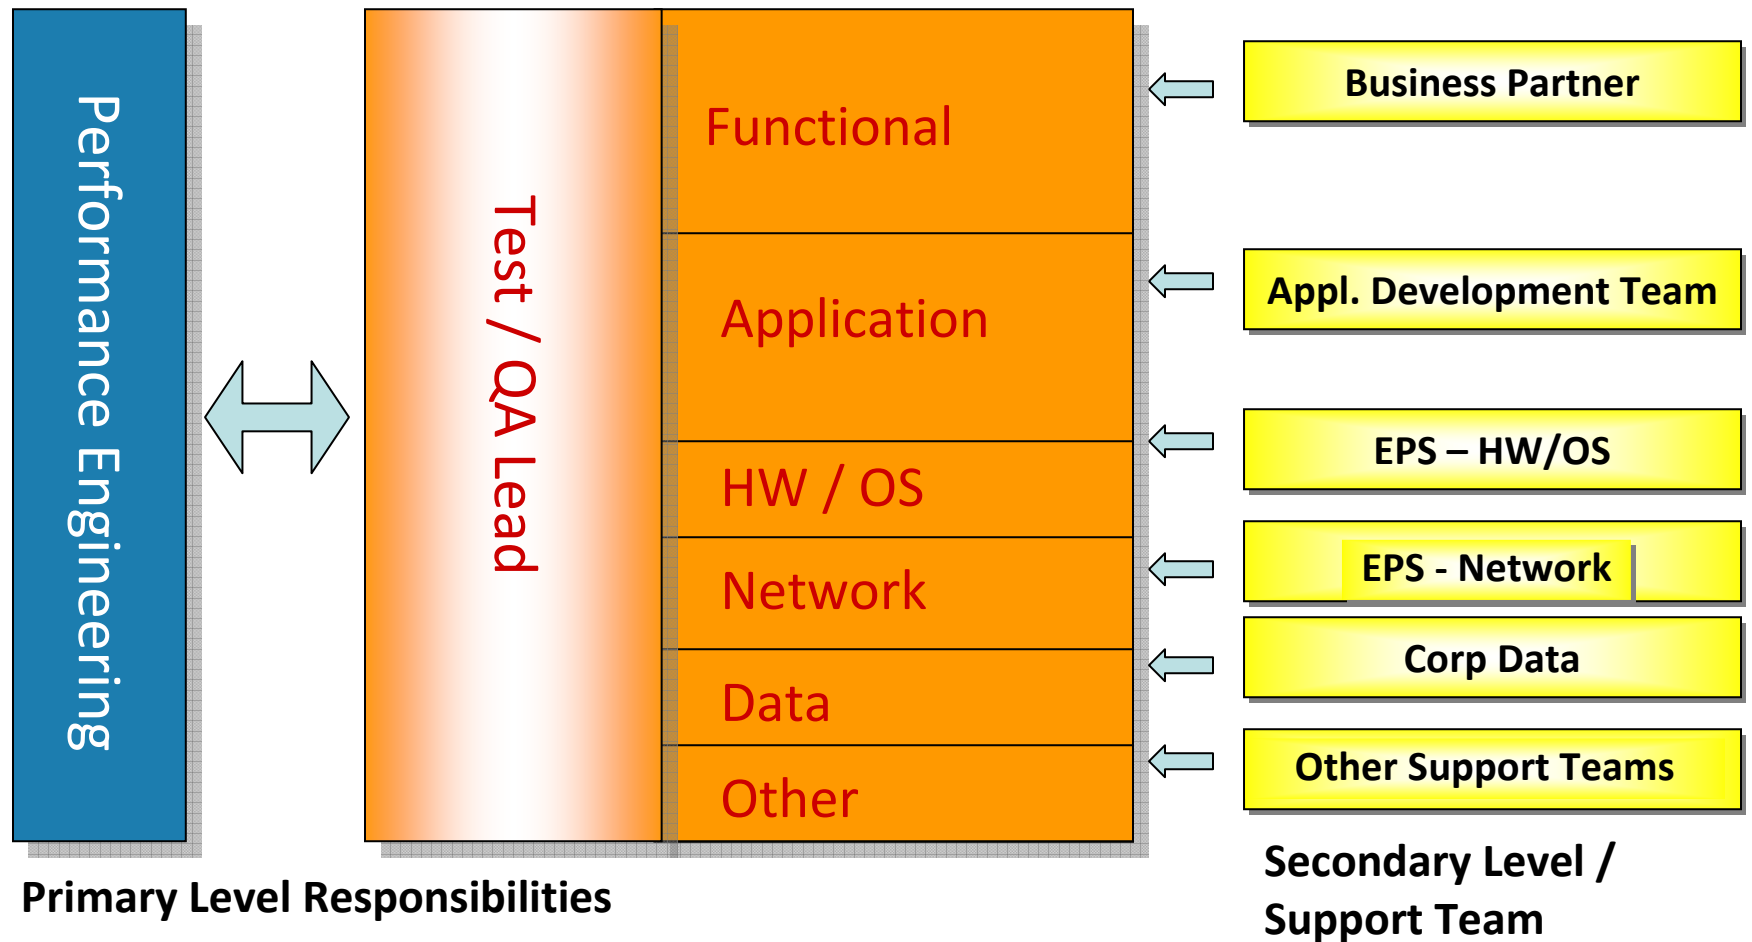 Performance Engineering
Test / QA Lead
Functional
Application
HW / OS
Network
Data
Other
Business Partner
Appl. Development Team
EPS – HW/OS
EPS - Network
Corp Data
Other Support Teams
Primary Level Responsibilities
Secondary Level /
Support Team